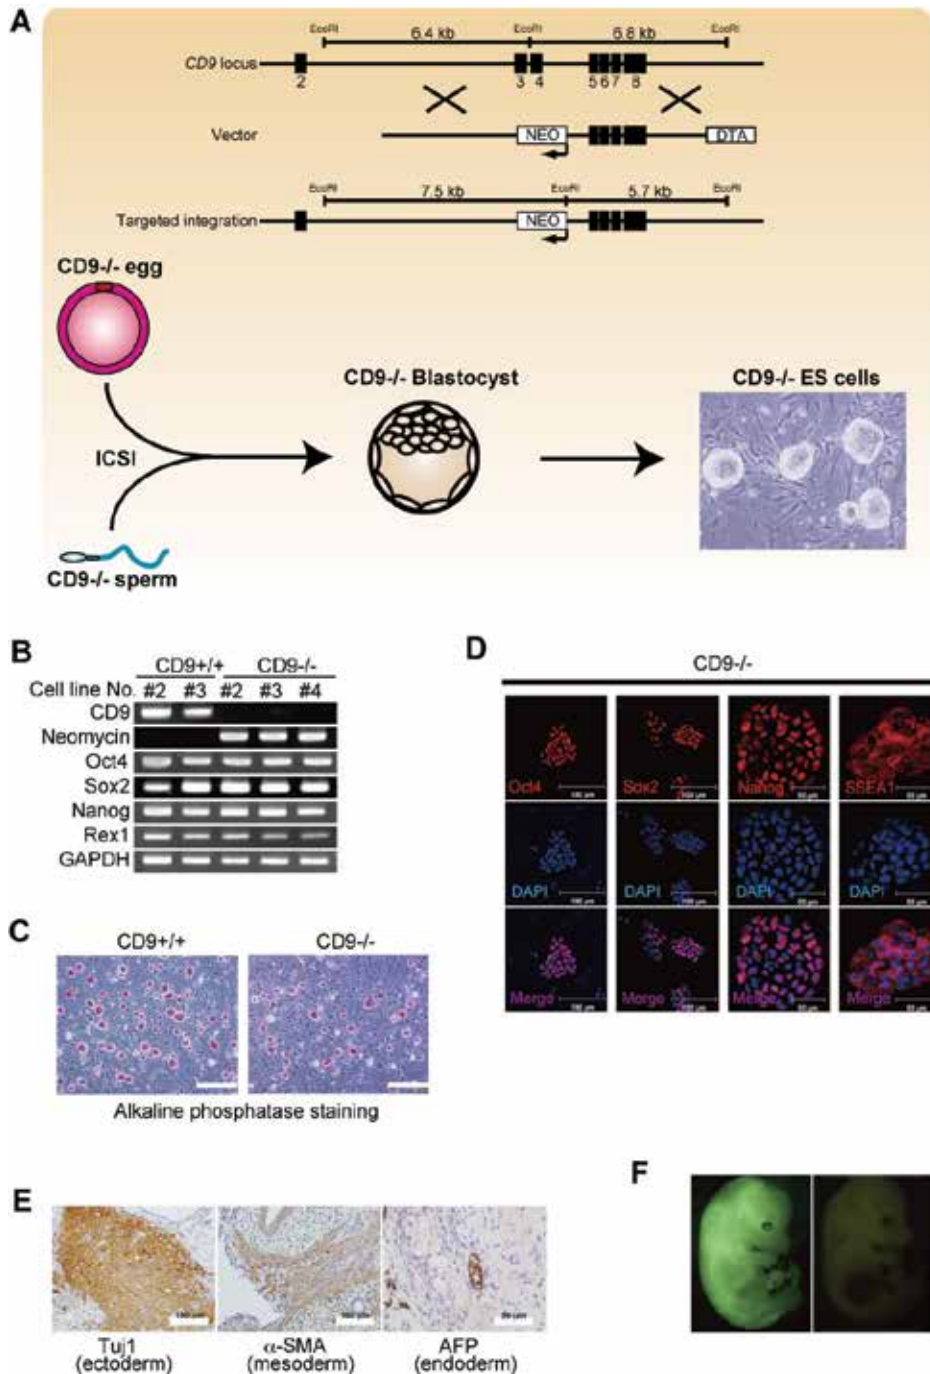 A
EcoRI EcoRI EcoRI
6.4 kb 6.8 kb
CD9 locus
2 3 4 5 6 7 8
Vector NEO DTA
EcoRI EcoRI EcoRI
7.5 kb 5.7 kb
Targeted integration NEO
CD9-/- egg
CD9-/- Blastocyst
CD9-/- ES cells
ICSI
CD9-/- sperm
B
CD9+/+ CD9-/-
Cell line No. #2 #3 #2 #3 #4
CD9
Neomycin
Oct4
Sox2
Nanog
Rex1
GAPDH
C
CD9+/+ CD9-/-
Alkaline phosphatase staining
D
CD9-/-
Oct4 Sox2 Nanog SSEA1
DAPI DAPI DAPI DAPI
Merge Merge Merge Merge
E
Tuj1 α-SMA AFP
(ectoderm) (mesoderm) (endoderm)
F